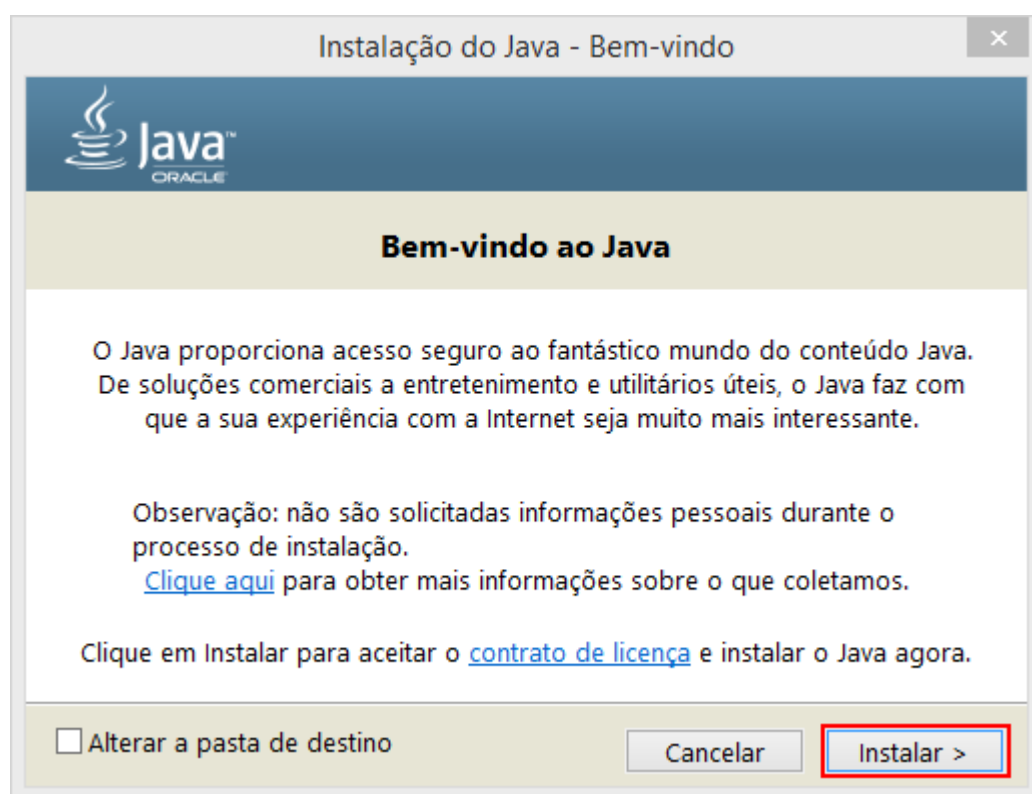 Instalação do Java - Bem-vindo
Java™
ORACLE
Bem-vindo ao Java
O Java proporciona acesso seguro ao fantástico mundo do conteúdo Java.
De soluções comerciais a entretenimento e utilitários úteis, o Java faz com
que a sua experiência com a Internet seja muito mais interessante.
Observação: não são solicitadas informações pessoais durante o
processo de instalação.
Clique aqui para obter mais informações sobre o que coletamos.
Clique em Instalar para aceitar o contrato de licença e instalar o Java agora.
Alterar a pasta de destino
Cancelar
Instalar >